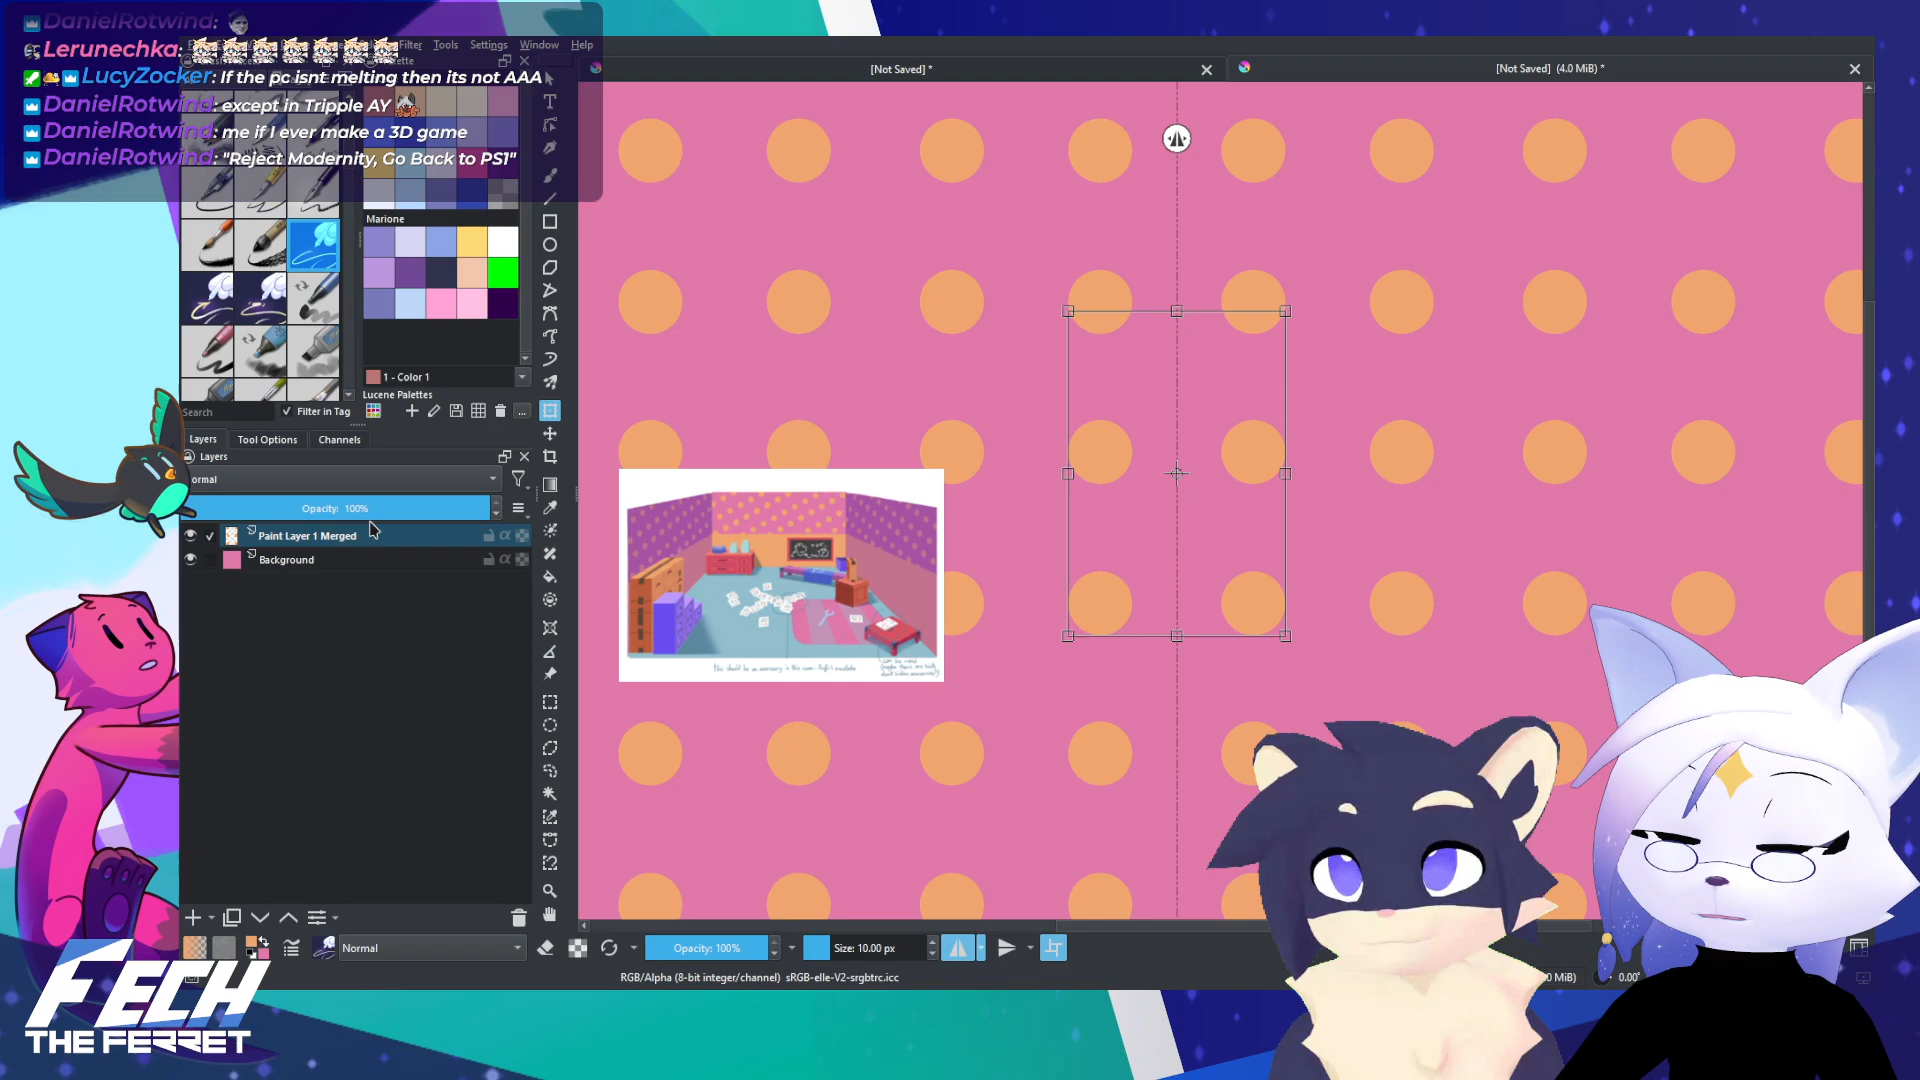 DanielRotwind:
Lerunechka:
LucyZocker: If the pc isnt melting then its not AAA
DanielRotwind: except in Tripple AY
DanielRotwind: me if I ever make a 3D game
DanielRotwind: "Reject Modernity, Go Back to PS1"
Filter Tools Settings Window Help
[Not Saved] *
[Not Saved] (4.0 MiB) *
Marione
1 - Color 1
Lucene Palettes
Search
Filter in Tag
...
Layers Tool Options Channels
Layers
ormal
Opacity: 100%
Paint Layer 1 Merged
Background
Normal
Opacity: 100%
Size: 10.00 px
RGB/Alpha (8-bit integer/channel) sRGB-elle-V2-srgbtrc.icc
0 MiB)
0.00°
FECH
THE FERRET